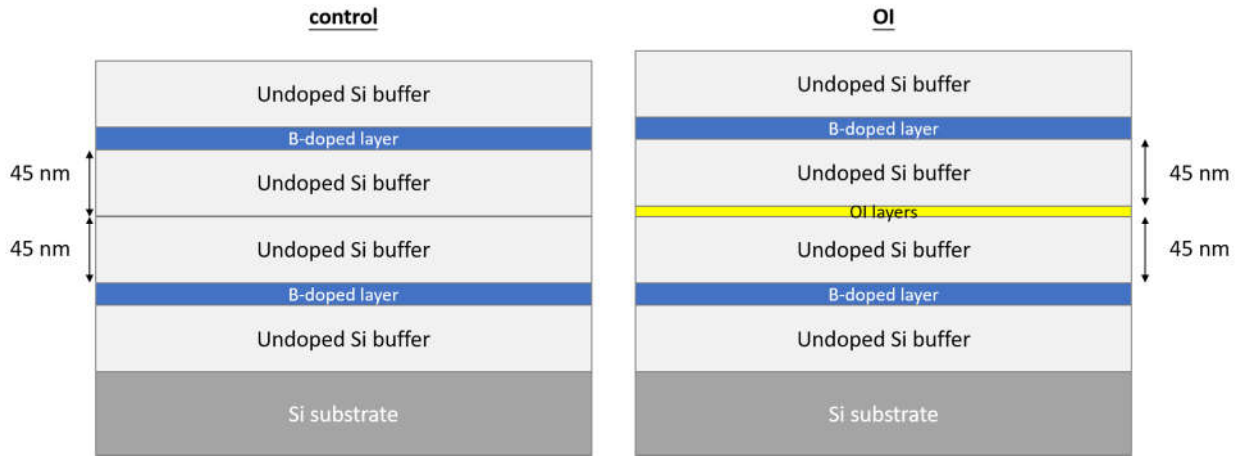 control
Undoped Si buffer
B-doped layer
45 nm
Undoped Si buffer
45 nm
Undoped Si buffer
B-doped layer
Undoped Si buffer
Si substrate
OI
Undoped Si buffer
B-doped layer
Undoped Si buffer
45 nm
OI layers
Undoped Si buffer
45 nm
B-doped layer
Undoped Si buffer
Si substrate